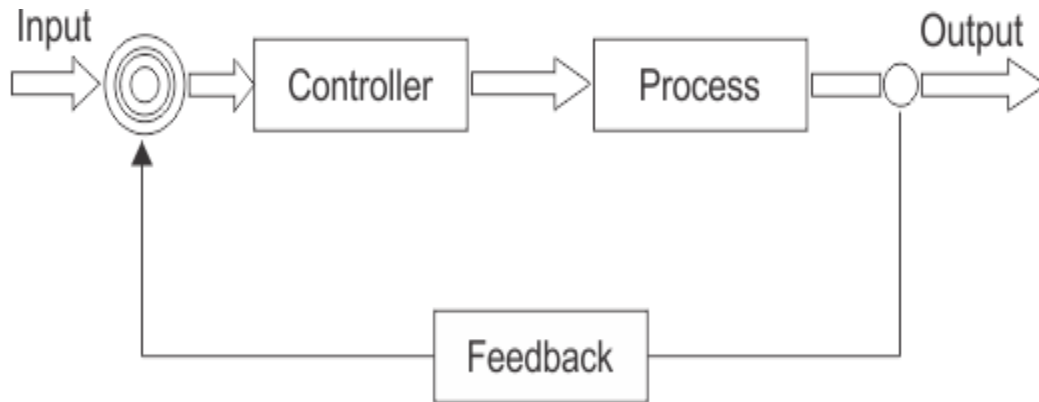 Input
Output
Controller
Process
Feedback